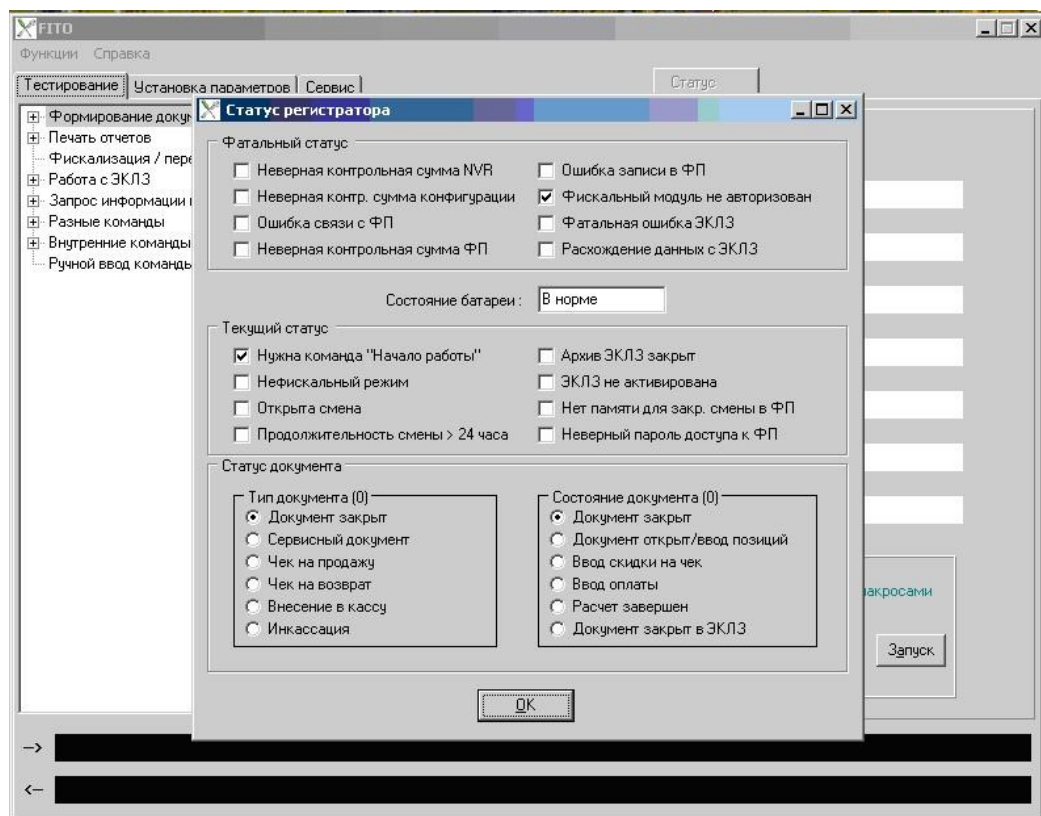 FITO
Функции Справка
Тестирование Установка параметров Сервис Статус
Статус регистратора
Формирование докум
Печать отчетов
Фискализация / пере
Работа с ЭКЛЗ
Запрос информации
Разные команды
Внутренние команды
Ручной ввод команды
Фатальный статус
Неверная контрольная сумма NVR
Неверная контр. сумма конфигурации
Ошибка связи с ФП
Неверная контрольная сумма ФП
Ошибка записи в ФП
Фискальный модуль не авторизован
Фатальная ошибка ЭКЛЗ
Расхождение данных с ЭКЛЗ
Состояние батареи : В норме
Текущий статус
Нужна команда "Начало работы"
Нефискальный режим
Открыта смена
Продолжительность смены > 24 часа
Архив ЭКЛЗ закрыт
ЭКЛЗ не активирована
Нет памяти для закр. смены в ФП
Неверный пароль доступа к ФП
Статус документа
Тип документа (0)
Документ закрыт
Сервисный документ
Чек на продажу
Чек на возврат
Внесение в кассу
Инкассация
Состояние документа (0)
Документ закрыт
Документ открыт/ввод позиций
Ввод скидки на чек
Ввод оплаты
Расчет завершен
Документ закрыт в ЭКЛЗ
акросами
Запуск
OK
-->
<--